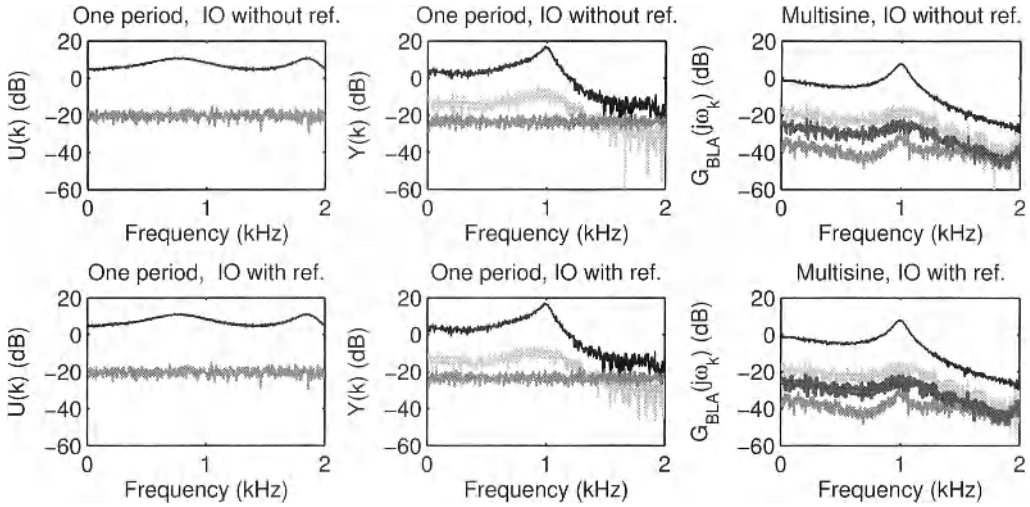 One period, IO without ref.
U(k) (dB)
20
0
−20
−40
−60
0
1
2
Frequency (kHz)
One period, IO without ref.
Y(k) (dB)
20
0
−20
−40
−60
0
1
2
Frequency (kHz)
Multisine, IO without ref.
G_BLA(jω_k) (dB)
20
0
−20
−40
−60
0
1
2
Frequency (kHz)
One period, IO with ref.
U(k) (dB)
20
0
−20
−40
−60
0
1
2
Frequency (kHz)
One period, IO with ref.
Y(k) (dB)
20
0
−20
−40
−60
0
1
2
Frequency (kHz)
Multisine, IO with ref.
G_BLA(jω_k) (dB)
20
0
−20
−40
−60
0
1
2
Frequency (kHz)